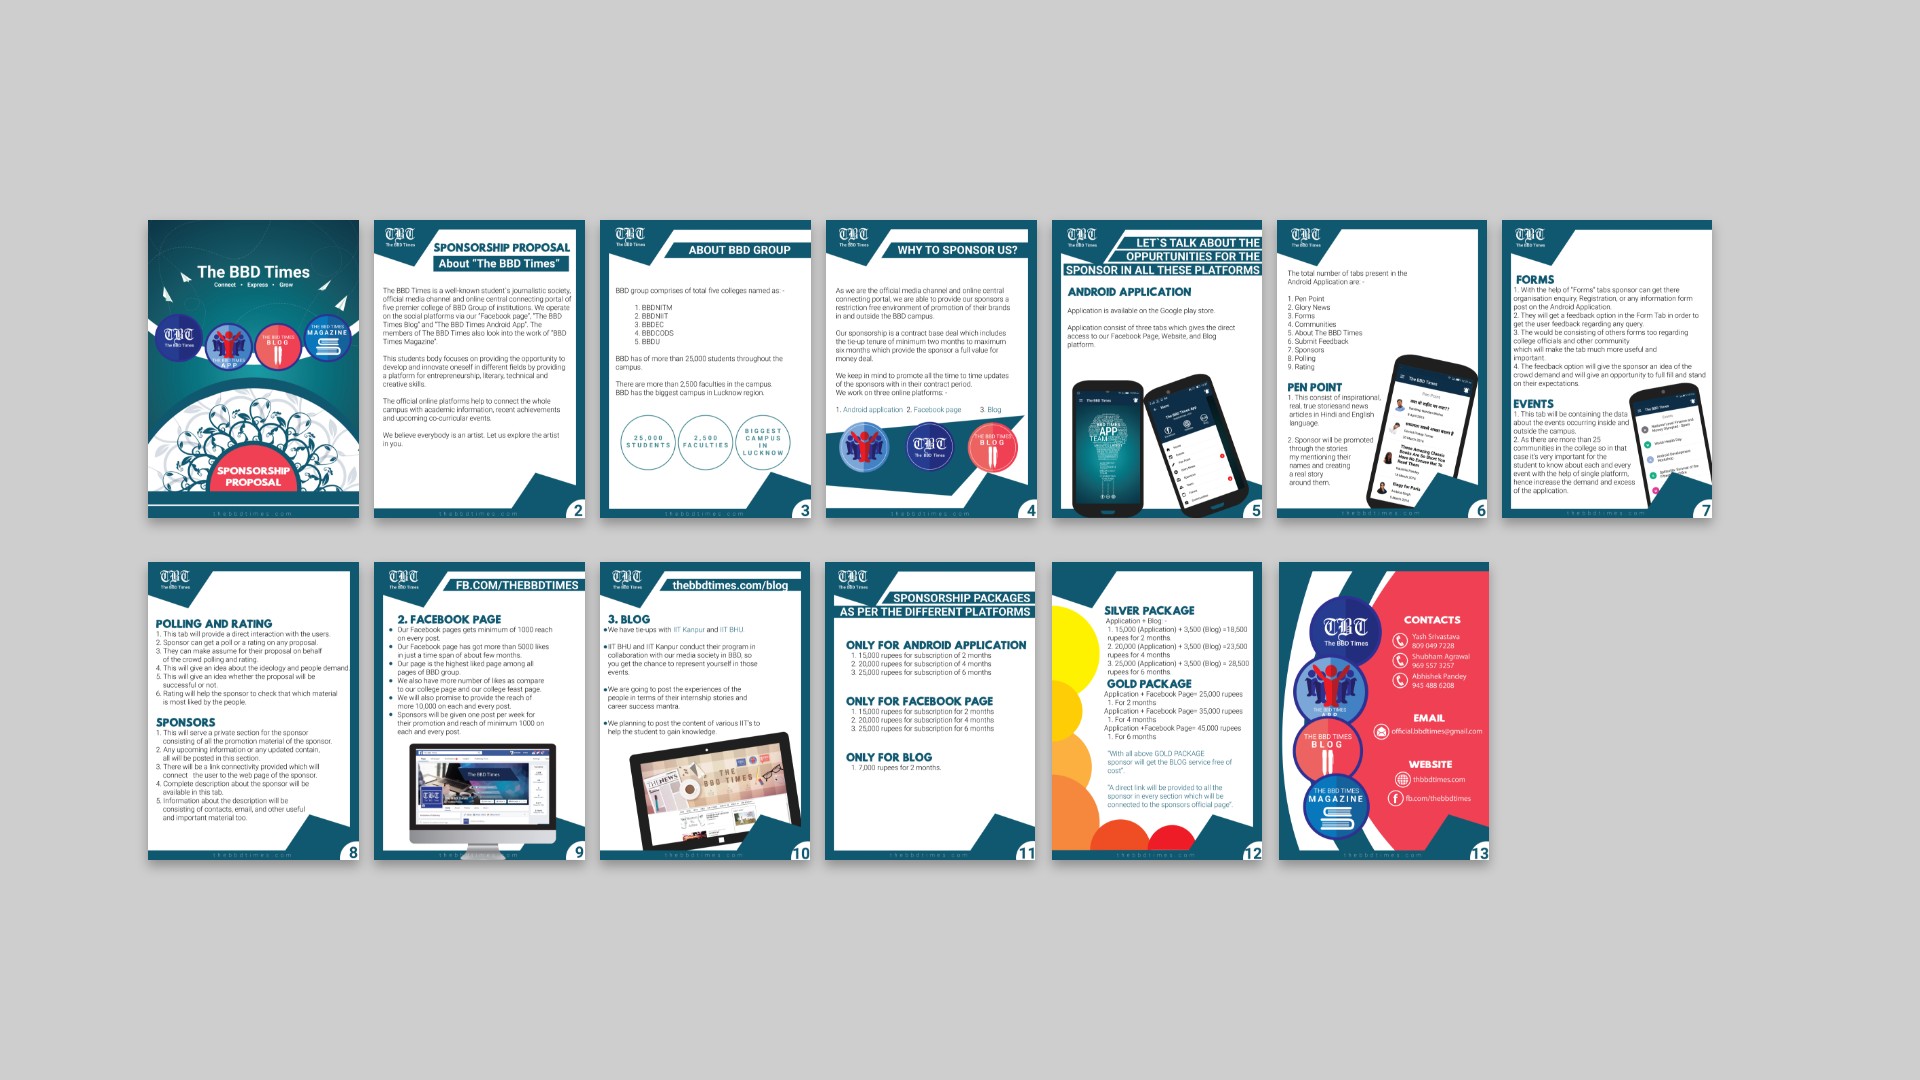 The BBD Times
Connect • Express • Grow
TBT
The BBD Times
THE BBD TIMES
APP
THE BBD TIMES
BLOG
THE BBD TIMES
MAGAZINE
SPONSORSHIP
PROPOSAL
thebbdtimes.com
TBT
The BBD Times
SPONSORSHIP PROPOSAL
About "The BBD Times"
The BBD Times is a well-known student`s journalistic society,
official media channel and online central connecting portal of
five premier college of BBD Group of institutions. We operate
on the social platforms via our "Facebook page", "The BBD
Times Blog" and "The BBD Times Android App". The
members of The BBD Times also look into the work of "BBD
Times Magazine".
This students body focuses on providing the opportunity to
develop and innovate oneself in different fields by providing
a platform for entrepreneurship, literary, technical and
creative skills.
The official online platforms help to connect the whole
campus with academic information, recent achievements
and upcoming co-curricular events.
We believe everybody is an artist. Let us explore the artist
in you.
thebbdtimes.com
2
TBT
The BBD Times
ABOUT BBD GROUP
BBD group comprises of total five colleges named as: -
1. BBDNITM
2. BBDNIIT
3. BBDEC
4. BBDCODS
5. BBDU
BBD has of more than 25,000 students throughout the
campus.
There are more than 2,500 faculties in the campus.
BBD has the biggest campus in Lucknow region.
25,000
STUDENTS
2,500
FACULTIES
BIGGEST
CAMPUS
IN
LUCKNOW
thebbdtimes.com
3
TBT
The BBD Times
WHY TO SPONSOR US?
As we are the official media channel and online central
connecting portal, we are able to provide our sponsors a
restriction free environment of promotion of their brands
in and outside the BBD campus.
Our sponsorship is a contract base deal which includes
the tie-up tenure of minimum two months to maximum
six months which provide the sponsor a full value for
money deal.
We keep in mind to promote all the time to time updates
of the sponsors with in their contract period.
We work on three online platforms: -
1. Android application 2. Facebook page 3. Blog
TBT
The BBD Times
THE BBD TIMES
BLOG
thebbdtimes.com
4
TBT
The BBD Times
LET`S TALK ABOUT THE
OPPURTUNITIES FOR THE
SPONSOR IN ALL THESE PLATFORMS
ANDROID APPLICATION
Application is available on the Google play store.
Application consist of three tabs which gives the direct
access to our Facebook Page, Website, and Blog
platform.
The BBD Times
BBD TIMES
APP
TEAM
5
TBT
The BBD Times
The total number of tabs present in the
Android Application are: -
1. Pen Point
2. Glory News
3. Forms
4. Communities
5. About The BBD Times
6. Submit Feedback
7. Sponsors
8. Polling
9. Rating
PEN POINT
1. This consist of inspirational,
real, true storiesand news
articles in Hindi and English
language.
2. Sponsor will be promoted
through the stories
my mentioning their
names and creating
a real story
around them.
The BBD Times
thebbdtimes.com
6
TBT
The BBD Times
FORMS
1. With the help of "Forms" tabs sponsor can get there
organisation enquiry, Registration, or any information form
post on the Android Application.
2. They will get a feedback option in the Form Tab in order to
get the user feedback regarding any query.
3. The would be consisting of others forms too regarding
college officials and other community
which will make the tab much more useful and
important.
4. The feedback option will give the sponsor an idea of the
crowd demand and will give an opportunity to full fill and stand
on their expectations.
EVENTS
1. This tab will be containing the data
about the events occurring inside and
outside the campus.
2. As there are more than 25
communities in the college so in that
case it's very important for the
student to know about each and every
event with the help of single platform,
hence increase the demand and excess
of the application.
The BBD Times
thebbdtimes.com
7
TBT
The BBD Times
POLLING AND RATING
1. This tab will provide a direct interaction with the users.
2. Sponsor can get a poll or a rating on any proposal.
3. They can make assume for their proposal on behalf
of the crowd polling and rating.
4. This will give an idea about the ideology and people demand.
5. This will give an idea whether the proposal will be
successful or not.
6. Rating will help the sponsor to check that which material
is most liked by the people.
SPONSORS
1. This will serve a private section for the sponsor
consisting of all the promotion material of the sponsor.
2. Any upcoming information or any updated contain,
all will be posted in this section.
3. There will be a link connectivity provided which will
connect the user to the web page of the sponsor.
4. Complete description about the sponsor will be
available in this tab.
5. Information about the description will be
consisting of contacts, email, and other useful
and important material too.
thebbdtimes.com
8
TBT
The BBD Times
FB.COM/THEBBDTIMES
2. FACEBOOK PAGE
• Our Facebook pages gets minimum of 1000 reach
on every post.
• Our Facebook page has got more than 5000 likes
in just a time span of about few months.
• Our page is the highest liked page among all
pages of BBD group.
• We also have more number of likes as compare
to our college page and our college feast page.
• We will also promise to provide the reach of
more 10,000 on each and every post.
• Sponsors will be given one post per week for
their promotion and reach of minimum 1000 on
each and every post.
The BBD Times
9
TBT
The BBD Times
thebbdtimes.com/blog
3. BLOG
•We have tie-ups with IIT Kanpur and IIT BHU.
•IIT BHU and IIT Kanpur conduct their program in
collaboration with our media society in BBD, so
you get the chance to represent yourself in those
events.
•We are going to post the experiences of the
people in terms of their internship stories and
career success mantra.
•We planning to post the content of various IIT's to
help the student to gain knowledge.
THE NEWS
THE
BBD
TIMES
thebbdtimes.com
10
TBT
The BBD Times
SPONSORSHIP PACKAGES
AS PER THE DIFFERENT PLATFORMS
ONLY FOR ANDROID APPLICATION
1. 15,000 rupees for subscription of 2 months
2. 20,000 rupees for subscription of 4 months
3. 25,000 rupees for subscription of 6 months
ONLY FOR FACEBOOK PAGE
1. 15,000 rupees for subscription for 2 months
2. 20,000 rupees for subscription for 4 months
3. 25,000 rupees for subscription for 6 months
ONLY FOR BLOG
1. 7,000 rupees for 2 months.
thebbdtimes.com
11
SILVER PACKAGE
Application + Blog: -
1. 15,000 (Application) + 3,500 (Blog) =18,500
rupees for 2 months.
2. 20,000 (Application) + 3,500 (Blog) =23,500
rupees for 4 months.
3. 25,000 (Application) + 3,500 (Blog) = 28,500
rupees for 6 months.
GOLD PACKAGE
Application + Facebook Page= 25,000 rupees
1. For 2 months
Application + Facebook Page= 35,000 rupees
1. For 4 months
Application +Facebook Page= 45,000 rupees
1. For 6 months
"With all above GOLD PACKAGE
sponsor will get the BLOG service free of
cost".
"A direct link will be provided to all the
sponsor in every section which will be
connected to the sponsors official page".
thebbdtimes.com
12
TBT
The BBD Times
THE BBD TIMES
APP
THE BBD TIMES
BLOG
THE BBD TIMES
MAGAZINE
CONTACTS
Yash Srivastava
809 049 7228
Shubham Agrawal
969 557 3257
Abhishek Pandey
945 488 6208
EMAIL
official.bbdtimes@gmail.com
WEBSITE
thbbdtimes.com
fb.com/thebbdtimes
thebbdtimes.com
13